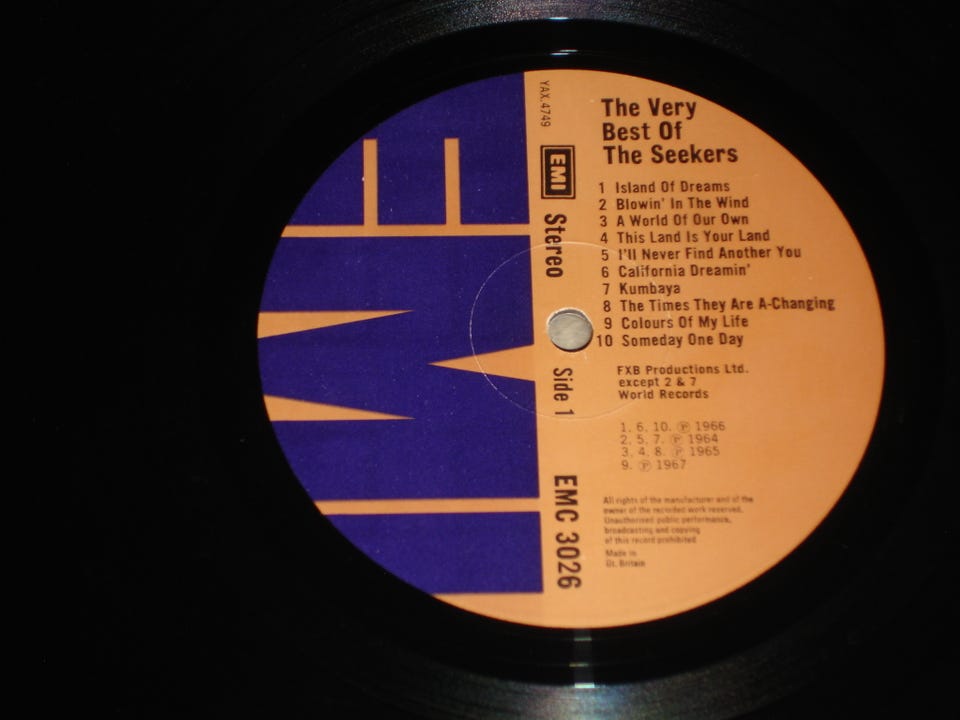 The Very
Best Of
The Seekers
1 Island Of Dreams
2 Blowin' In The Wind
3 A World Of Our Own
4 This Land Is Your Land
5 I'll Never Find Another You
6 California Dreamin'
7 Kumbaya
8 The Times They Are A-Changing
9 Colours Of My Life
10 Someday One Day
FXB Productions Ltd.
except 2 & 7
World Records
1, 6, 10. ℗ 1966
2, 5, 7. ℗ 1964
3, 4, 8. ℗ 1965
9. ℗ 1967
All rights of the manufacturer and of the
owner of the recorded work reserved.
Unauthorised public performance,
broadcasting and copying
of this record prohibited
Made in
Gt. Britain
YAX.4749
EMI
Stereo
Side 1
EMC 3026
EMI